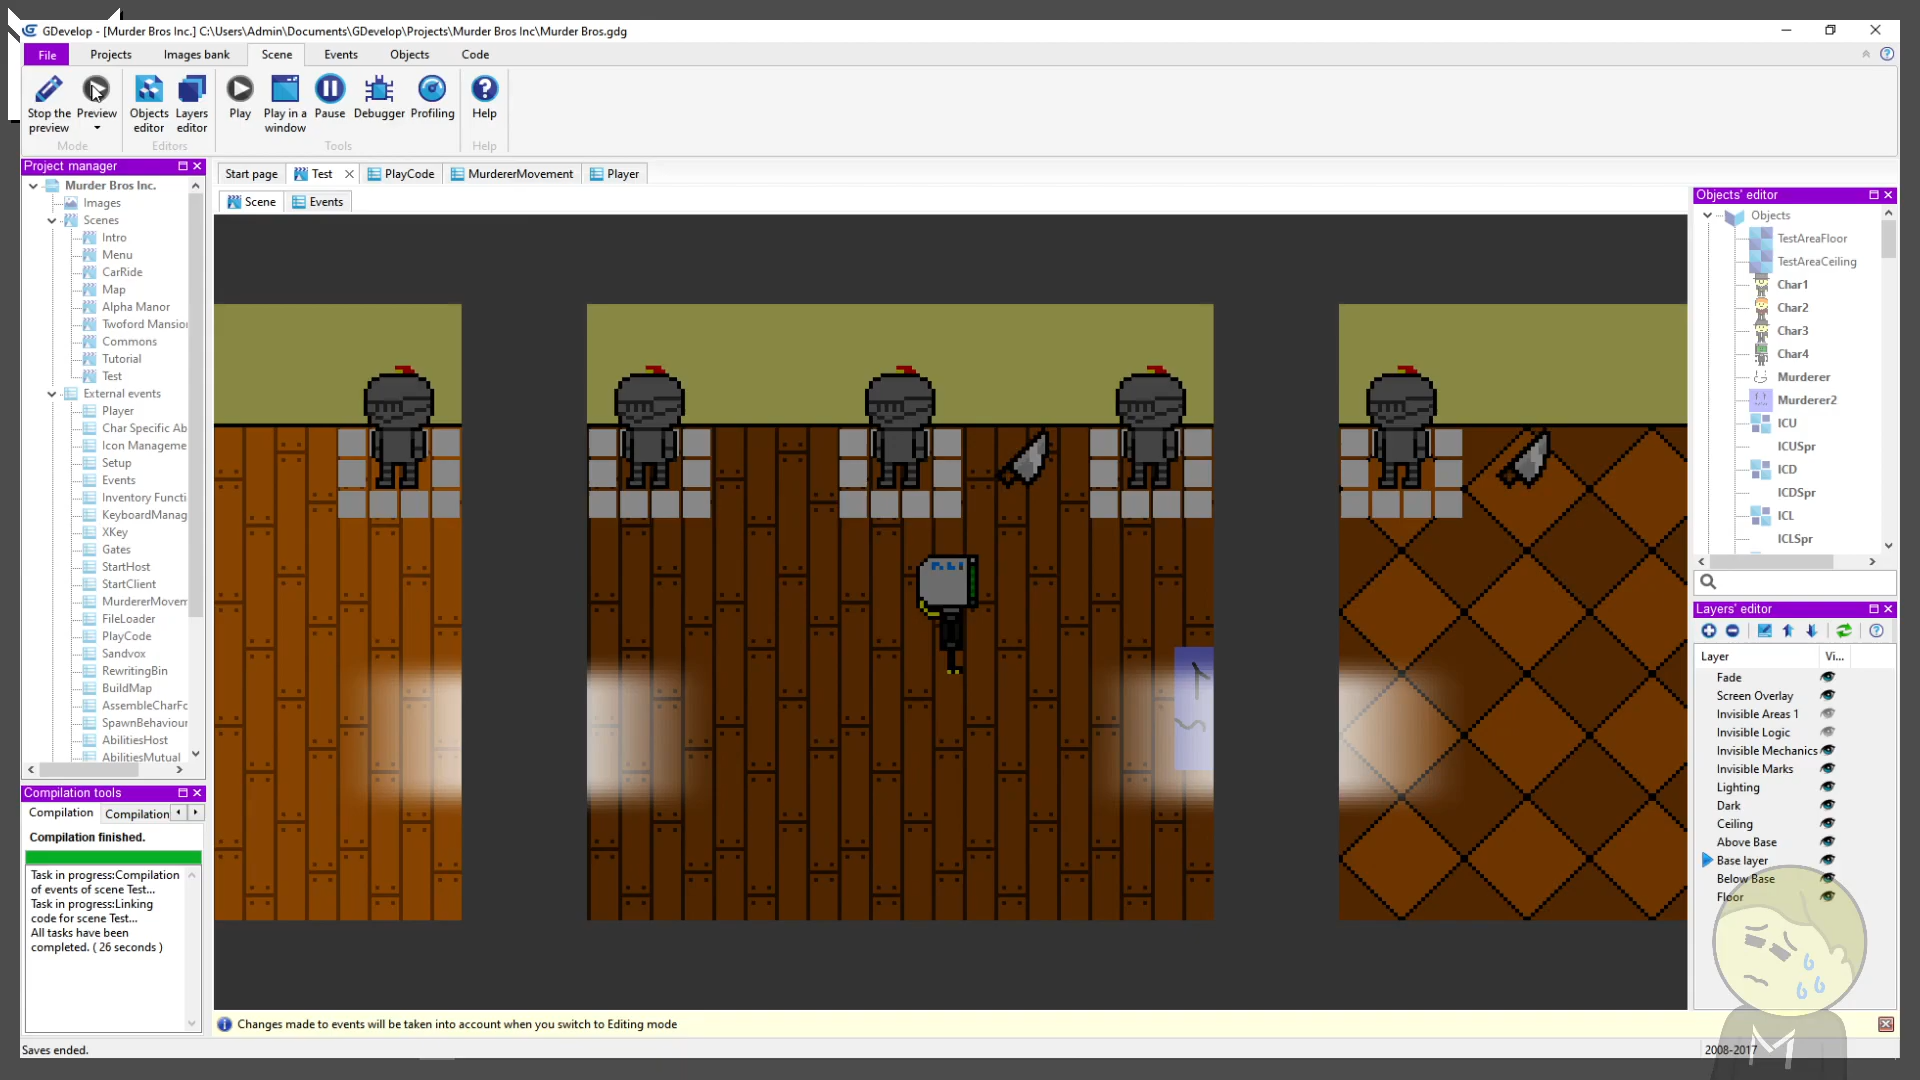 GDevelop - [Murder Bros Inc.] C:\Users\Admin\Documents\GDevelop\Projects\Murder Bros Inc\Murder Bros.gdg
File Projects Images bank Scene Events Objects Code
Stop the preview
Preview
Objects editor
Layers editor
Play
Play in a window
Pause
Debugger
Profiling
Help
Mode Editors Tools Help
Project manager
Murder Bros Inc.
Images
Scenes
Intro
Menu
CarRide
Map
Alpha Manor
Twoford Mansio
Commons
Tutorial
Test
External events
Player
Char Specific Ab
Icon Manageme
Setup
Events
Inventory Functi
KeyboardManag
XKey
Gates
StartHost
StartClient
MurdererMovem
FileLoader
PlayCode
Sandvox
RewritingBin
BuildMap
AssembleCharFo
SpawnBehaviour
AbilitiesHost
AbilitiesMutual
Compilation tools
Compilation Compilation
Compilation finished.
Task in progress:Compilation
of events of scene Test...
Task in progress:Linking
code for scene Test...
All tasks have been
completed. ( 26 seconds )
Start page Test PlayCode MurdererMovement Player
Scene Events
Changes made to events will be taken into account when you switch to Editing mode
Objects' editor
Objects
TestAreaFloor
TestAreaCeiling
Char1
Char2
Char3
Char4
Murderer
Murderer2
ICU
ICUSpr
ICD
ICDSpr
ICL
ICLSpr
Layers' editor
Layer Vi...
Fade
Screen Overlay
Invisible Areas 1
Invisible Logic
Invisible Mechanics
Invisible Marks
Lighting
Dark
Ceiling
Above Base
Base layer
Below Base
Floor
Saves ended.
2008-2017